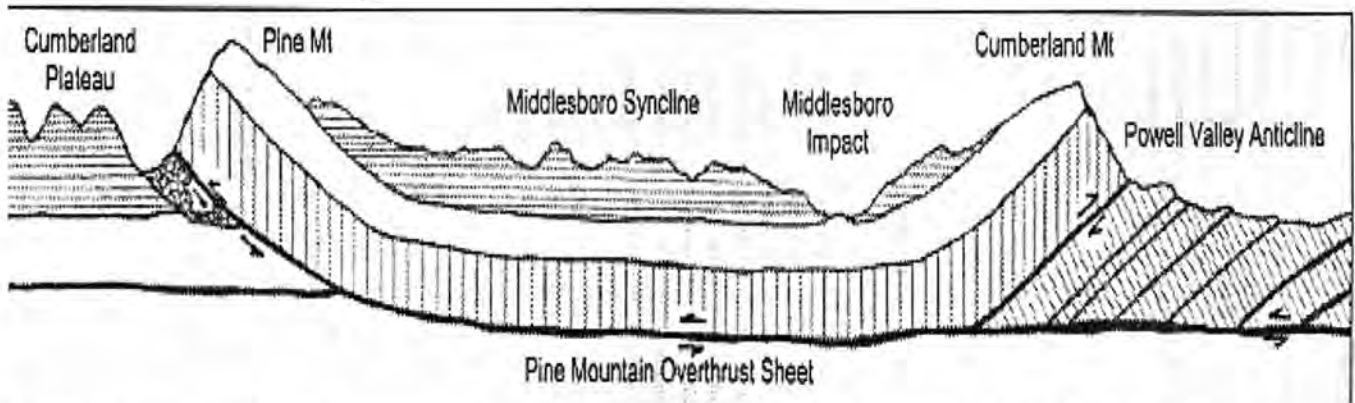 Cumberland
Plateau
Pine Mt
Middlesboro Syncline
Middlesboro
Impact
Cumberland Mt
Powell Valley Anticline
Pine Mountain Overthrust Sheet